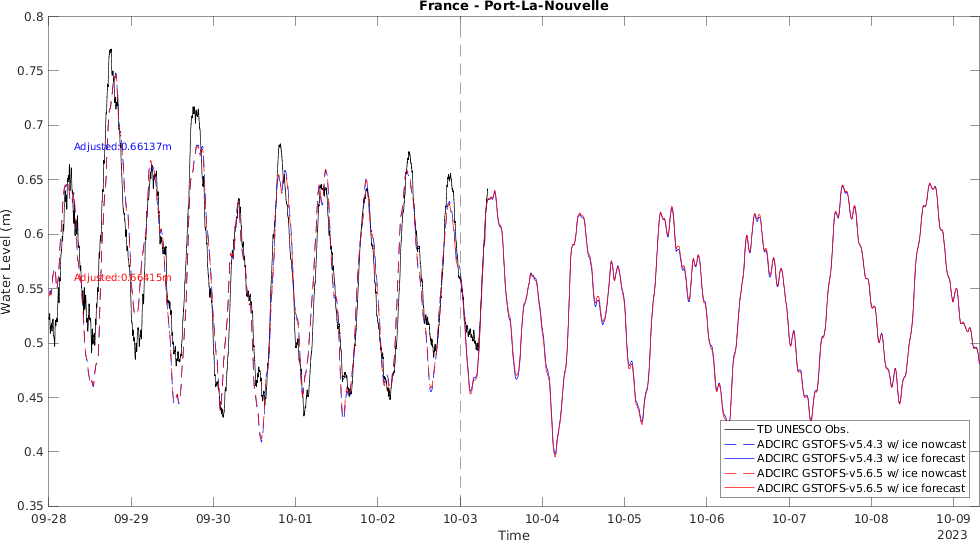 France - Port-La-Nouvelle
0.8
0.75
0.7
0.65
0.6
0.55
0.5
0.45
0.4
0.35
Water Level (m)
Adjusted:0.66137m
Adjusted:0.66415m
TD UNESCO Obs.
ADCIRC GSTOFS-v5.4.3 w/ ice nowcast
ADCIRC GSTOFS-v5.4.3 w/ ice forecast
ADCIRC GSTOFS-v5.6.5 w/ ice nowcast
ADCIRC GSTOFS-v5.6.5 w/ ice forecast
09-28 09-29 09-30 10-01 10-02 10-03 10-04 10-05 10-06 10-07 10-08 10-09
Time
2023